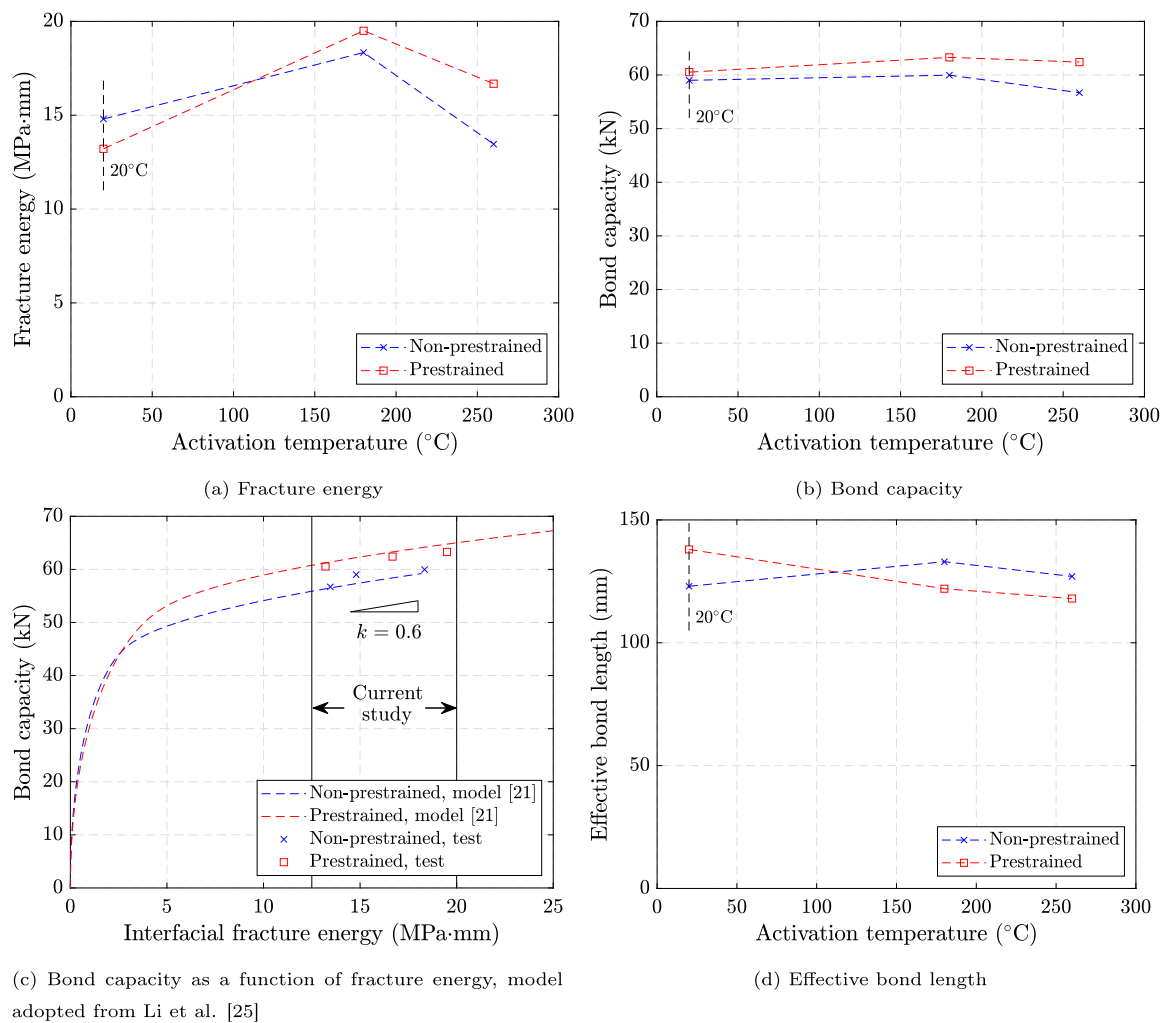 20
15
10
5
0
Fracture energy (MPa·mm)
20°C
Non-prestrained
Prestrained
0 50 100 150 200 250 300
Activation temperature (°C)
(a) Fracture energy
70
60
50
40
30
20
10
0
Bond capacity (kN)
20°C
Non-prestrained
Prestrained
0 50 100 150 200 250 300
Activation temperature (°C)
(b) Bond capacity
70
60
50
40
30
20
10
0
Bond capacity (kN)
k = 0.6
Current
study
Non-prestrained, model [21]
Prestrained, model [21]
Non-prestrained, test
Prestrained, test
0 5 10 15 20 25
Interfacial fracture energy (MPa·mm)
(c) Bond capacity as a function of fracture energy, model
adopted from Li et al. [25]
150
100
50
0
Effective bond length (mm)
20°C
Non-prestrained
Prestrained
0 50 100 150 200 250 300
Activation temperature (°C)
(d) Effective bond length